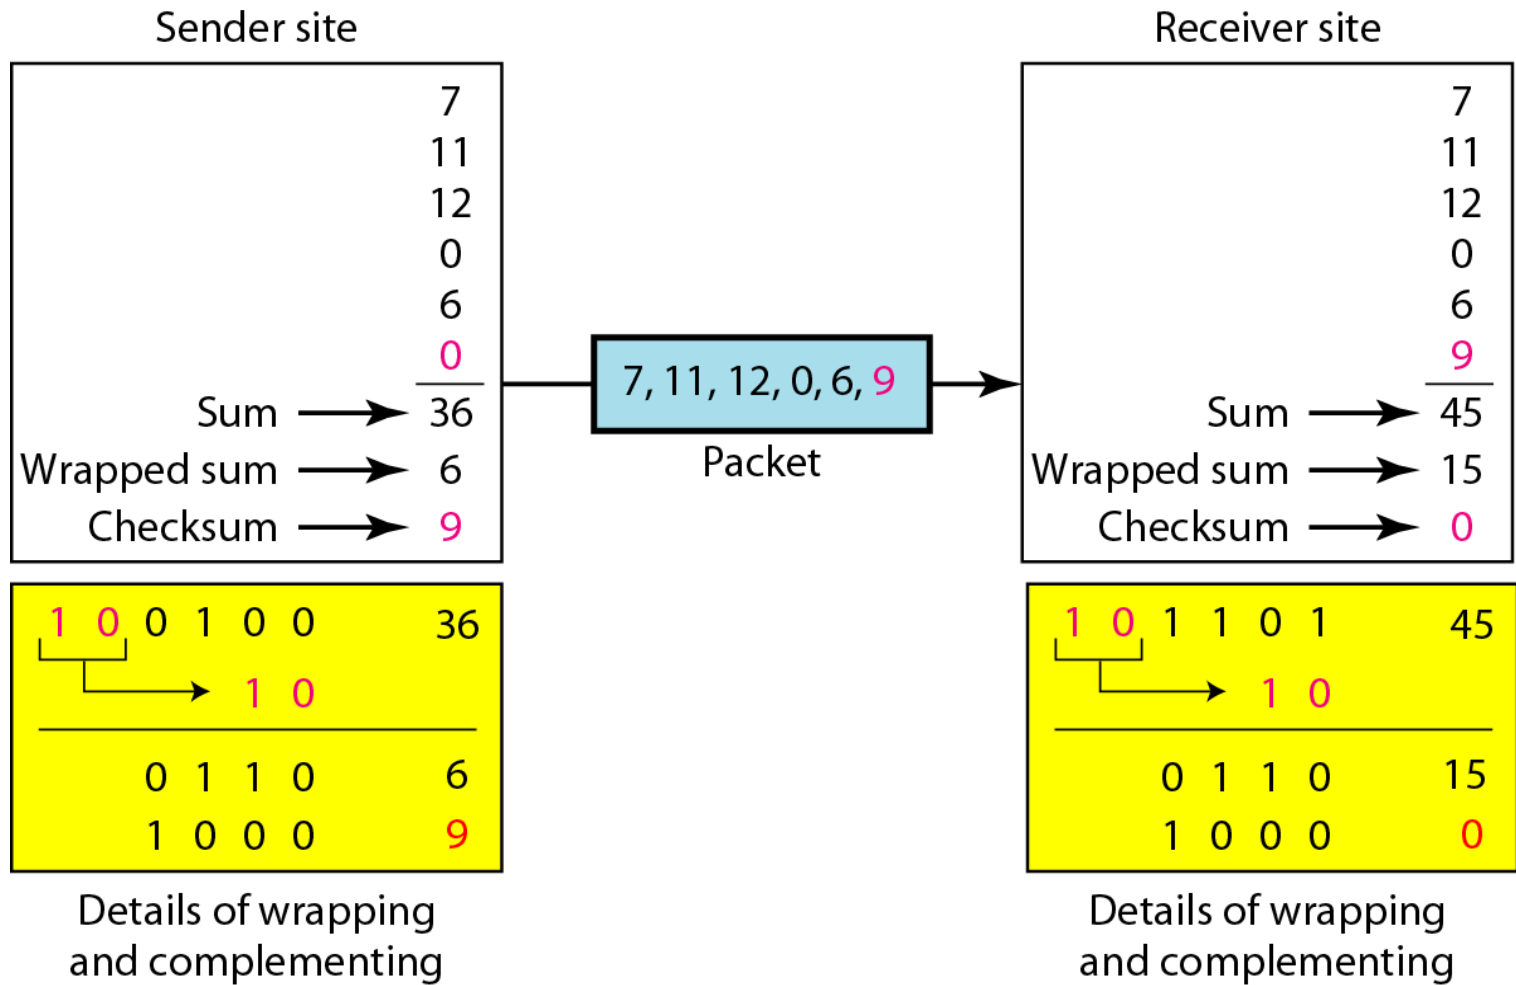 Sender site
7
11
12
0
6
0
Sum 36
Wrapped sum 6
Checksum 9
1 0 0 1 0 0 36
1 0
0 1 1 0 6
1 0 0 0 9
Details of wrapping
and complementing
7, 11, 12, 0, 6, 9
Packet
Receiver site
7
11
12
0
6
9
Sum 45
Wrapped sum 15
Checksum 0
1 0 1 1 0 1 45
1 0
0 1 1 0 15
1 0 0 0 0
Details of wrapping
and complementing